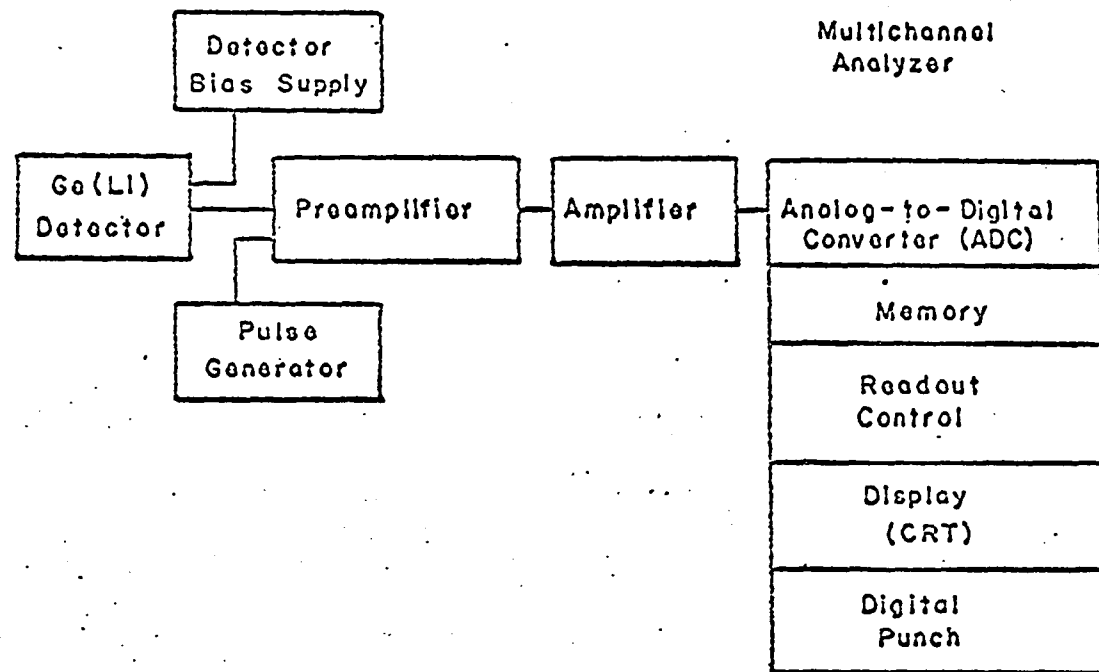 Detector
Bias Supply
Multichannel
Analyzer
Ge(Li)
Detector
Preamplifier
Amplifier
Analog-to-Digital
Converter (ADC)
Pulse
Generator
Memory
Readout
Control
Display
(CRT)
Digital
Punch